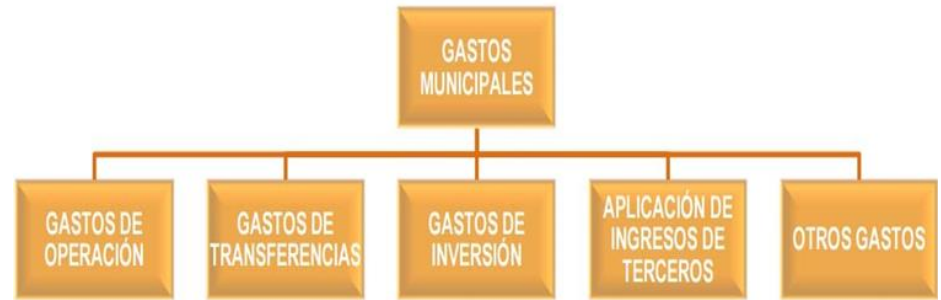 GASTOS
MUNICIPALES
GASTOS DE
OPERACIÓN
GASTOS DE
TRANSFERENCIAS
GASTOS DE
INVERSIÓN
APLICACIÓN DE
INGRESOS DE
TERCEROS
OTROS GASTOS